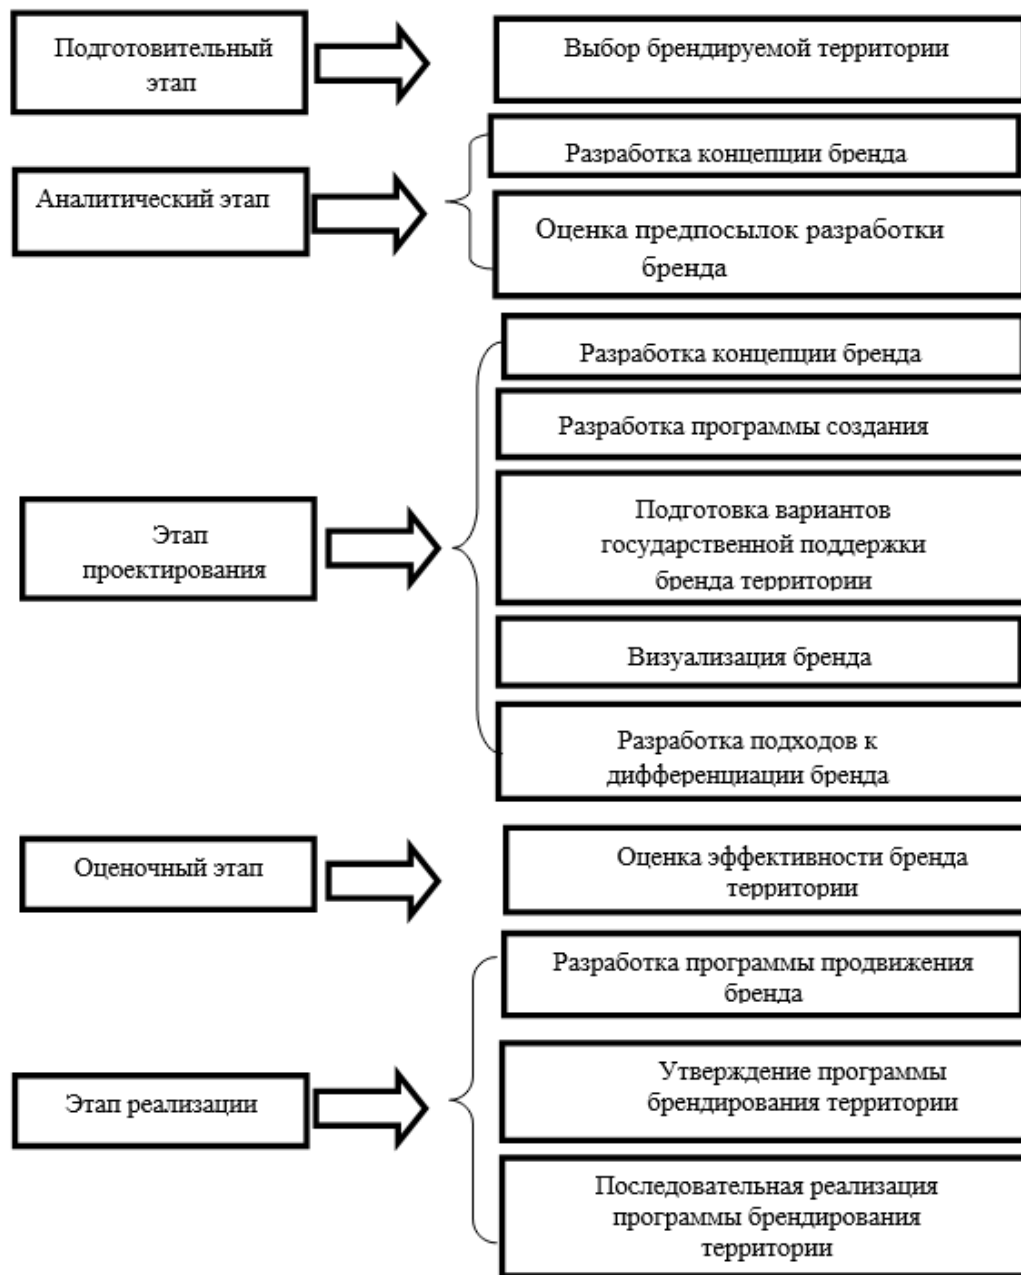 Подготовительный
этап
Выбор брендируемой территории
Аналитический этап
Разработка концепции бренда
Оценка предпосылок разработки
бренда
Этап
проектирования
Разработка концепции бренда
Разработка программы создания
Подготовка вариантов
государственной поддержки
бренда территории
Визуализация бренда
Разработка подходов к
дифференциации бренда
Оценочный этап
Оценка эффективности бренда
территории
Этап реализации
Разработка программы продвижения
бренда
Утверждение программы
брендирования территории
Последовательная реализация
программы брендирования
территории